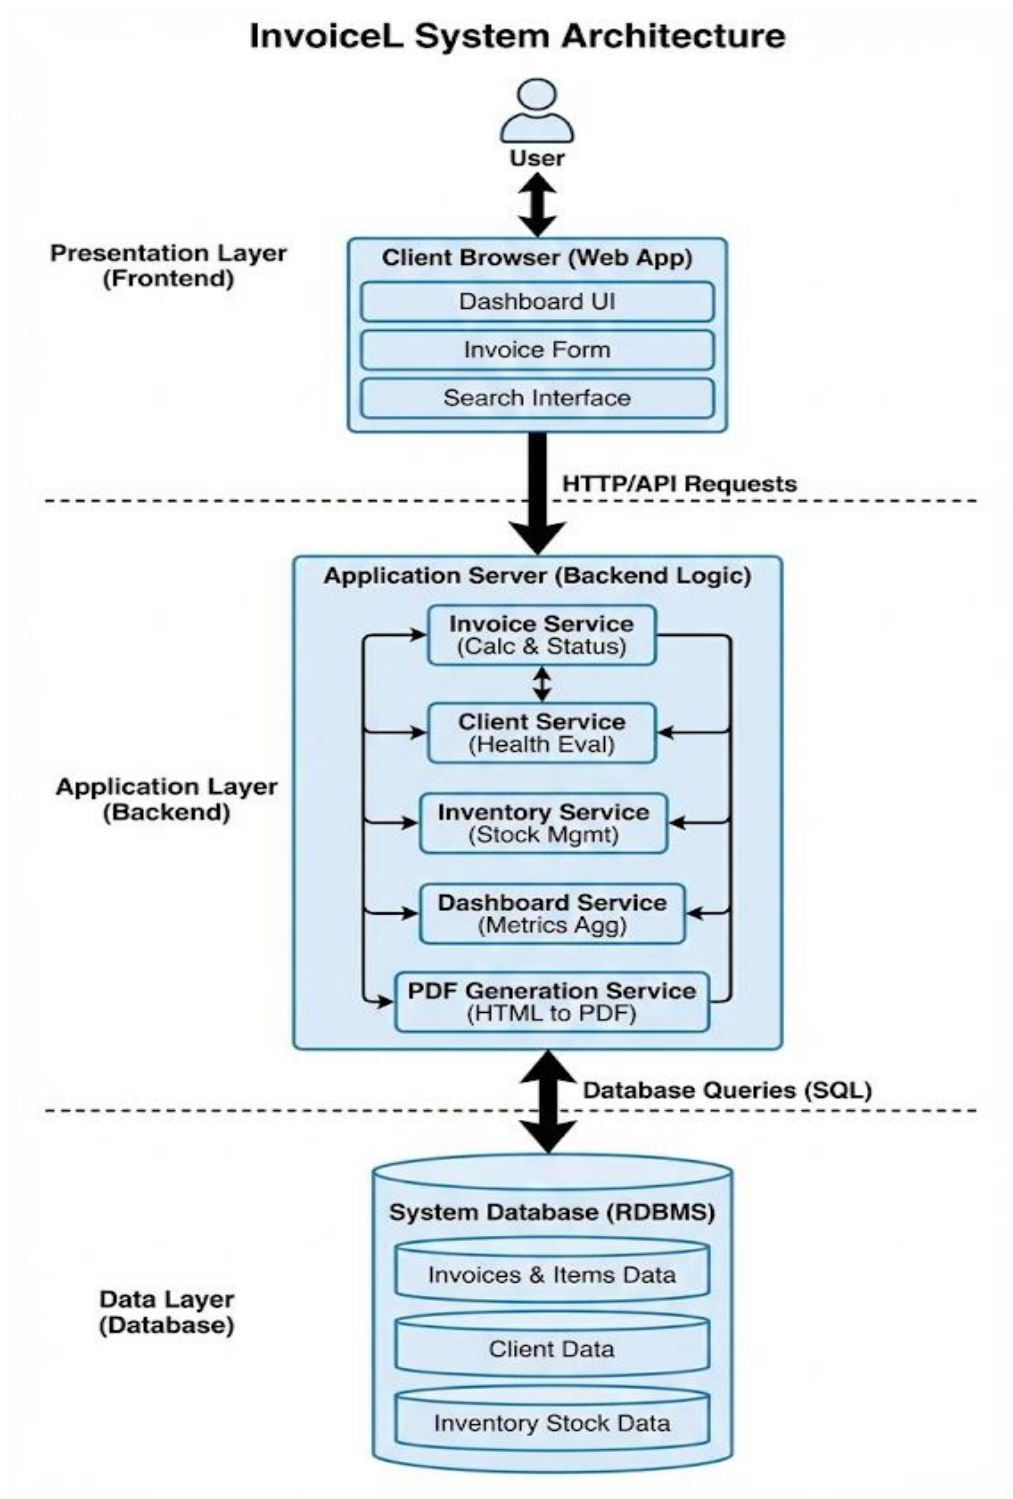 InvoiceL System Architecture
User
Presentation Layer
(Frontend)
Client Browser (Web App)
Dashboard UI
Invoice Form
Search Interface
HTTP/API Requests
Application Server (Backend Logic)
Invoice Service
(Calc & Status)
Client Service
(Health Eval)
Application Layer
(Backend)
Inventory Service
(Stock Mgmt)
Dashboard Service
(Metrics Agg)
PDF Generation Service
(HTML to PDF)
Database Queries (SQL)
System Database (RDBMS)
Invoices & Items Data
Data Layer
(Database)
Client Data
Inventory Stock Data